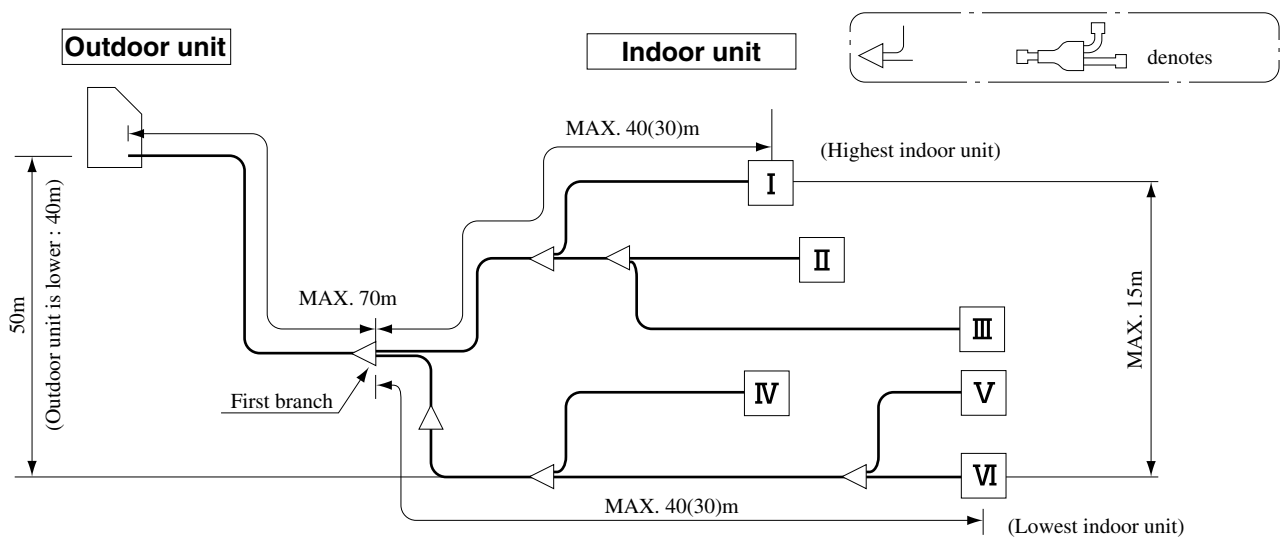 Outdoor unit
Indoor unit
denotes
MAX. 40(30)m
(Highest indoor unit)
I
II
50m
(Outdoor unit is lower : 40m)
MAX. 70m
III
MAX. 15m
First branch
IV
V
VI
MAX. 40(30)m
(Lowest indoor unit)